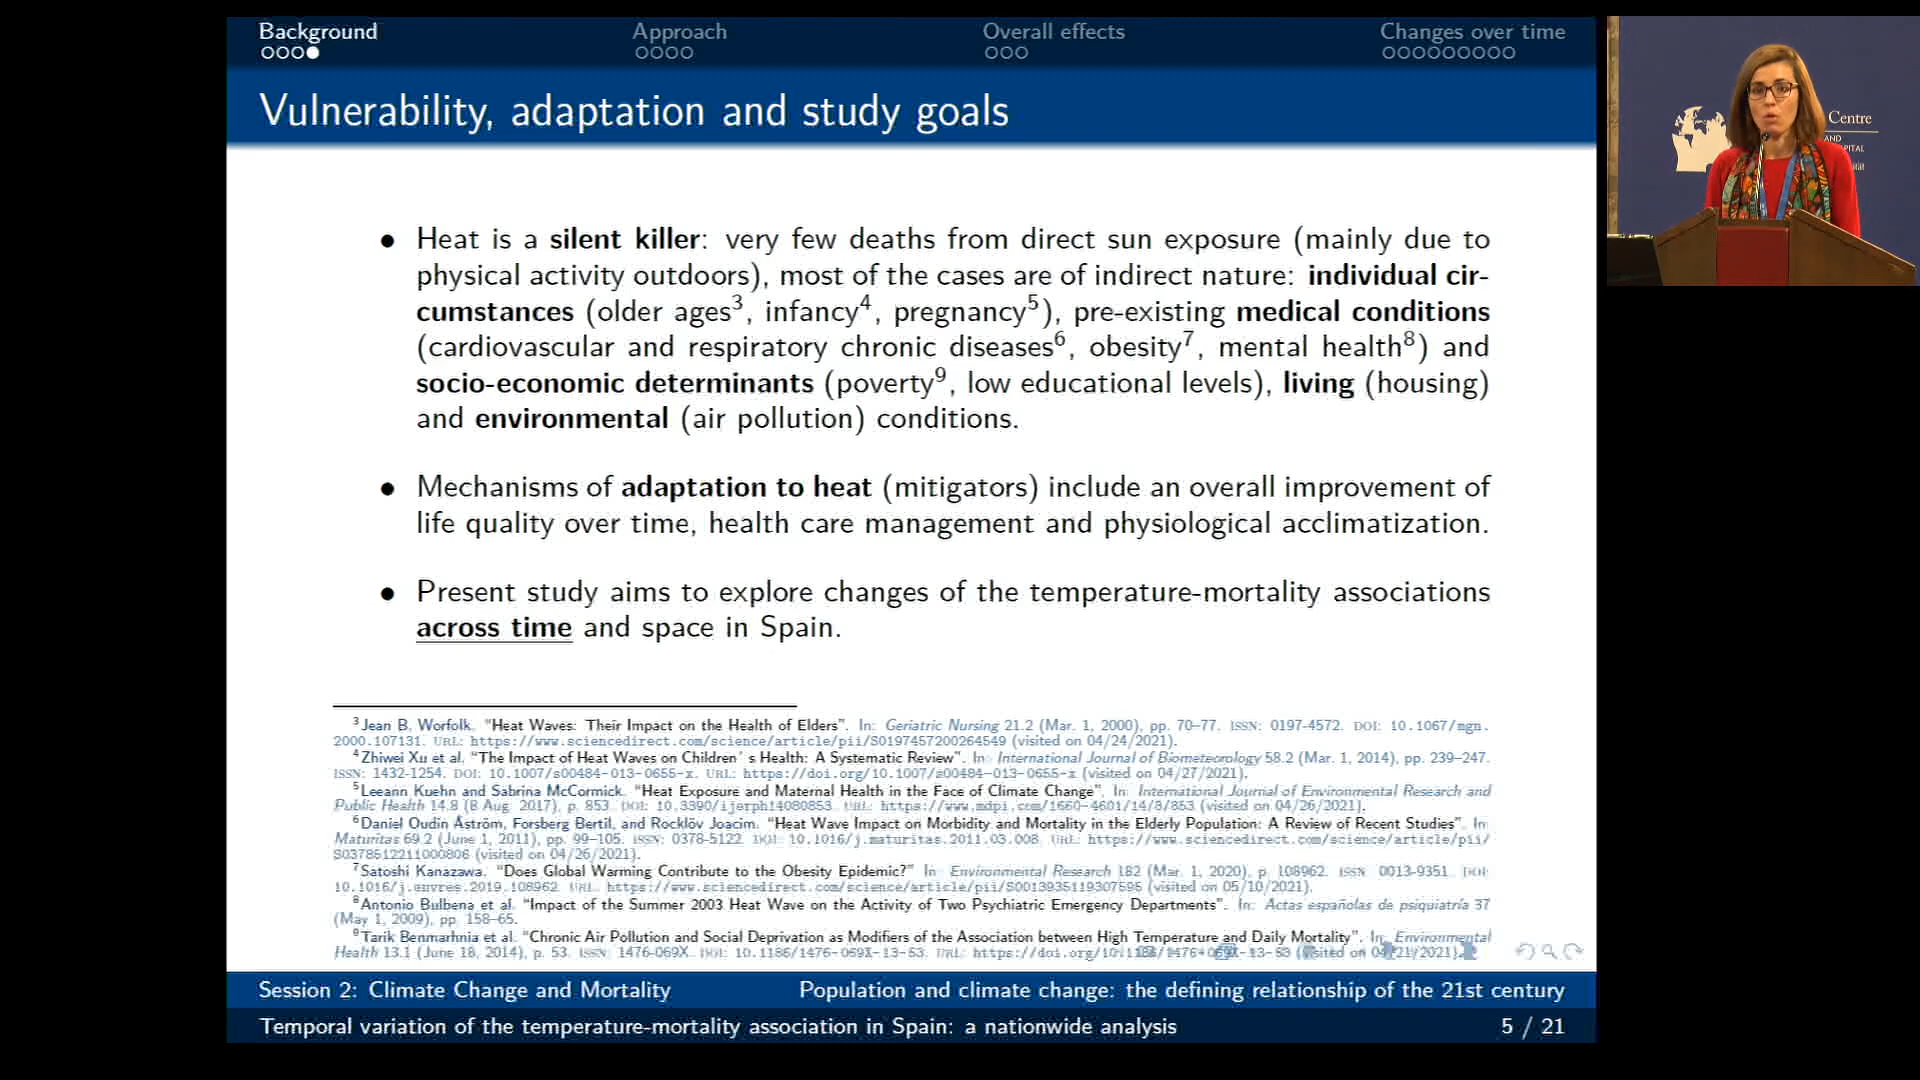 Background Approach Overall effects Changes over time
Vulnerability, adaptation and study goals
• Heat is a silent killer: very few deaths from direct sun exposure (mainly due to
physical activity outdoors), most of the cases are of indirect nature: individual cir-
cumstances (older ages3, infancy4, pregnancy5), pre-existing medical conditions
(cardiovascular and respiratory chronic diseases6, obesity7, mental health8) and
socio-economic determinants (poverty9, low educational levels), living (housing)
and environmental (air pollution) conditions.
• Mechanisms of adaptation to heat (mitigators) include an overall improvement of
life quality over time, health care management and physiological acclimatization.
• Present study aims to explore changes of the temperature-mortality associations
across time and space in Spain.
3Jean B. Worfolk. "Heat Waves: Their Impact on the Health of Elders". In: Geriatric Nursing 21.2 (Mar. 1, 2000), pp. 70–77. ISSN: 0197-4572. DOI: 10.1067/mgn.
2000.107131. URL: https://www.sciencedirect.com/science/article/pii/S0197457200264549 (visited on 04/24/2021).
4Zhiwei Xu et al. "The Impact of Heat Waves on Children's Health: A Systematic Review". In: International Journal of Biometeorology 58.2 (Mar. 1, 2014), pp. 239–247.
ISSN: 1432-1254. DOI: 10.1007/s00484-013-0655-x. URL: https://doi.org/10.1007/s00484-013-0655-x (visited on 04/27/2021).
5Leeann Kuehn and Sabrina McCormick. "Heat Exposure and Maternal Health in the Face of Climate Change". In: International Journal of Environmental Research and
Public Health 14.8 (8 Aug. 2017), p. 853. DOI: 10.3390/ijerph14080853. URL: https://www.mdpi.com/1660-4601/14/8/853 (visited on 04/26/2021).
6Daniel Oudin Åström, Forsberg Bertil, and Rocklöv Joacim. "Heat Wave Impact on Morbidity and Mortality in the Elderly Population: A Review of Recent Studies". In:
Maturitas 69.2 (June 1, 2011), pp. 99–105. ISSN: 0378-5122. DOI: 10.1016/j.maturitas.2011.03.008. URL: https://www.sciencedirect.com/science/article/pii/
S0378512211000806 (visited on 04/26/2021).
7Satoshi Kanazawa. "Does Global Warming Contribute to the Obesity Epidemic?" In: Environmental Research 182 (Mar. 1, 2020), p. 108962. ISSN: 0013-9351. DOI:
10.1016/j.envres.2019.108962. URL: https://www.sciencedirect.com/science/article/pii/S0013935119307595 (visited on 05/10/2021).
8Antonio Bulbena et al. "Impact of the Summer 2003 Heat Wave on the Activity of Two Psychiatric Emergency Departments". In: Actas españolas de psiquiatría 37
(May 1, 2009), pp. 158–65.
9Tarik Benmarhnia et al. "Chronic Air Pollution and Social Deprivation as Modifiers of the Association between High Temperature and Daily Mortality". In: Environmental
Health 13.1 (June 18, 2014), p. 53. ISSN: 1476-069X. DOI: 10.1186/1476-069X-13-53. URL: https://doi.org/10.1186/1476-069X-13-53 (visited on 04/21/2021).
Session 2: Climate Change and Mortality Population and climate change: the defining relationship of the 21st century
Temporal variation of the temperature-mortality association in Spain: a nationwide analysis 5 / 21
Centre
AND